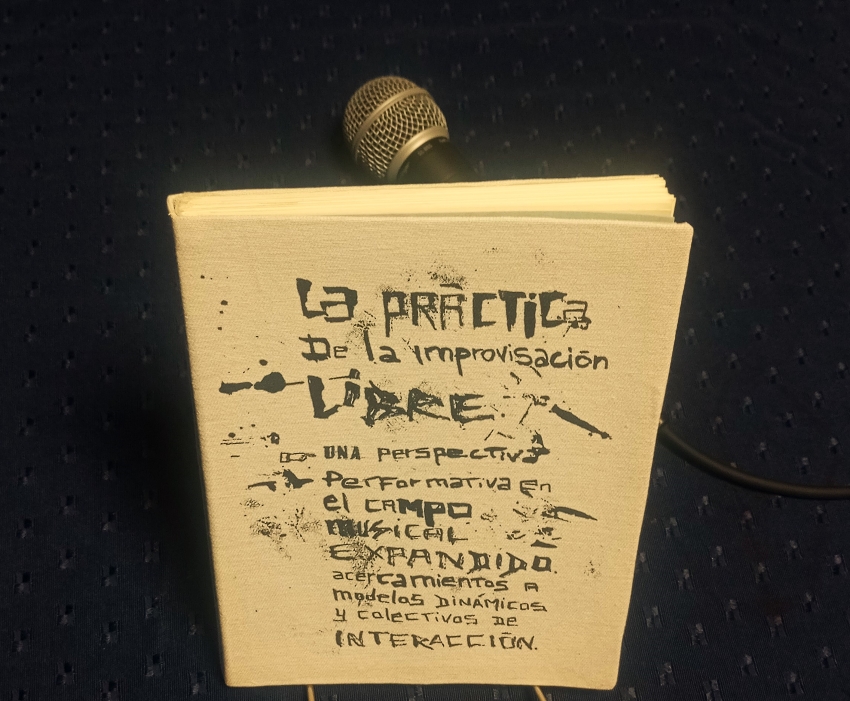 La PRÁCTICa
De la improvisación
LIBRE.
UNA Perspectiva
Performativa En
el CAMPO
MUSICAL
EXPANDIDO.
acercamientos A
modelos DINÁMICOS
y colectivos DE
INTERACCIÓN.